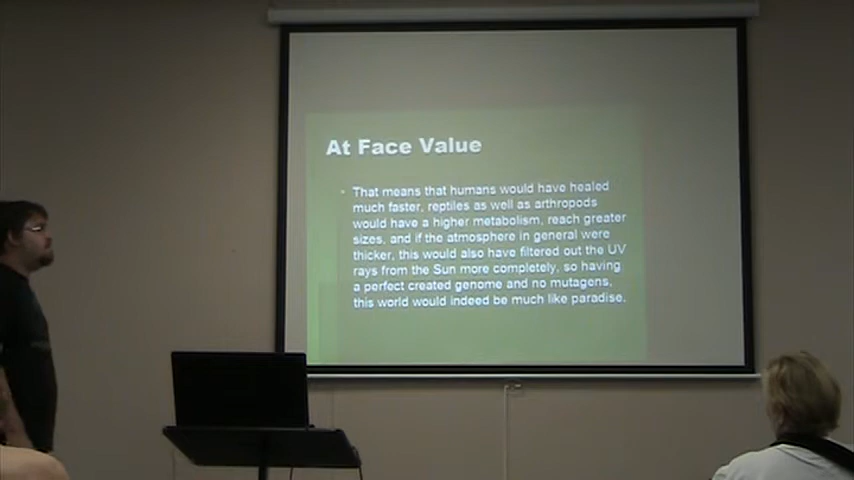 At Face Value
That means that humans would have healed
much faster, reptiles as well as arthropods
would have a higher metabolism, reach greater
sizes, and if the atmosphere in general were
thicker, this would also have filtered out the UV
rays from the Sun more completely, so having
a perfect created genome and no mutagens,
this world would indeed be much like paradise.